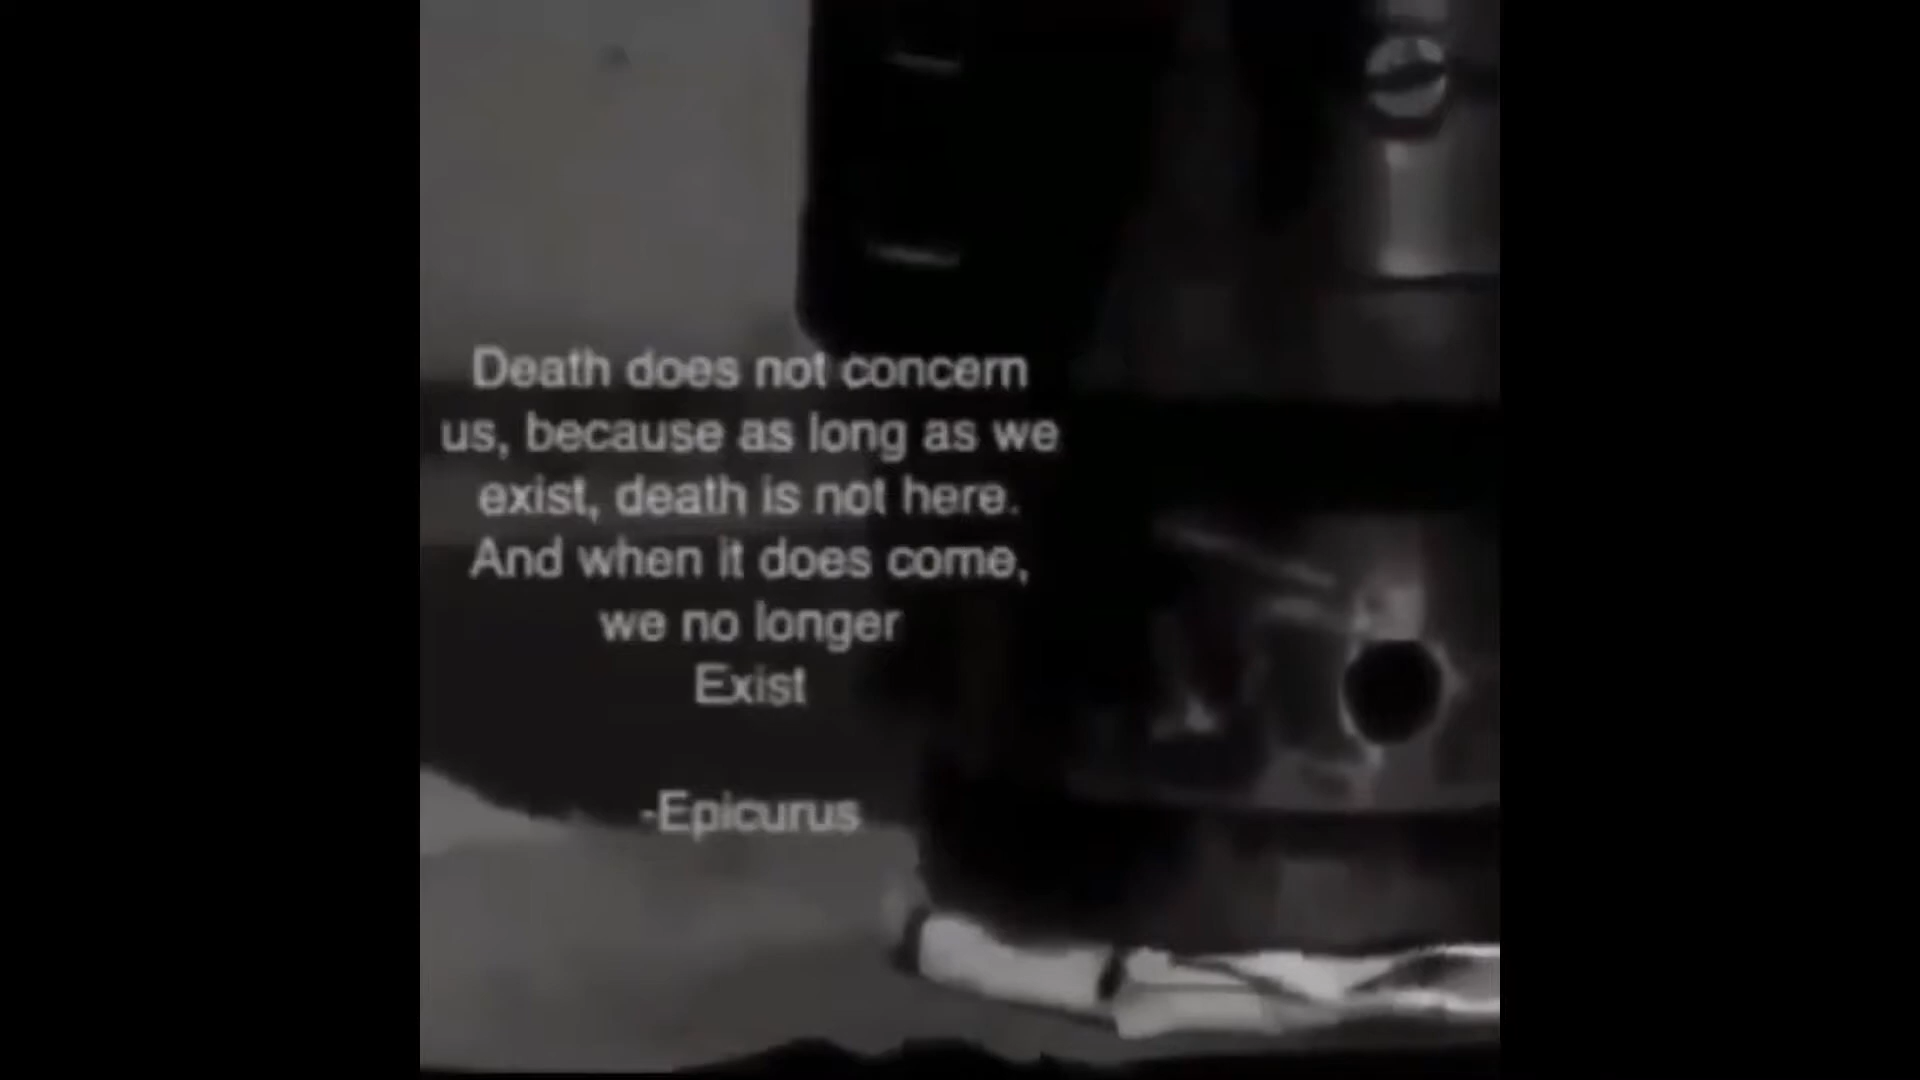 Death does not concern
us, because as long as we
exist, death is not here.
And when it does come,
we no longer
Exist
-Epicurus